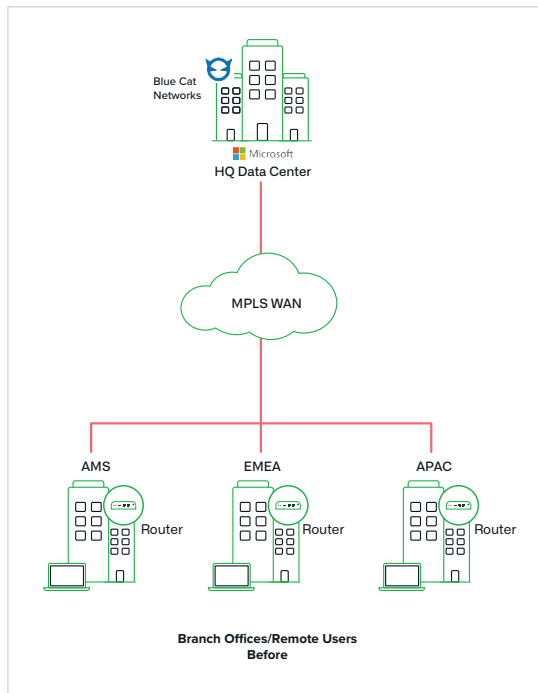 Blue Cat
Networks
Microsoft
HQ Data Center
MPLS WAN
AMS
EMEA
APAC
Router
Router
Router
Branch Offices/Remote Users
Before